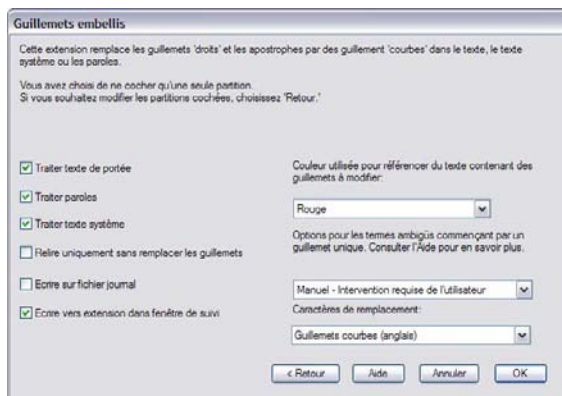 Guillemets embellis
Cette extension remplace les guillemets 'droits' et les apostrophes par des guillement 'courbes' dans le texte, le texte
système ou les paroles.
Vous avez choisi de ne cocher qu'une seule partition.
Si vous souhaitez modifier les partitions cochées, choisissez 'Retour.'
Traiter texte de portée
Traiter paroles
Traiter texte système
Relire uniquement sans remplacer les guillemets
Ecrire sur fichier journal
Ecrire vers extension dans fenêtre de suivi
Couleur utilisée pour référencer du texte contenant des
guillemets à modifier:
Rouge
Options pour les termes ambigüs commençant par un
guillemet unique. Consulter l'Aide pour en savoir plus.
Manuel - Intervention requise de l'utilisateur
Caractères de remplacement:
Guillemets courbes (anglais)
< Retour
Aide
Annuler
OK